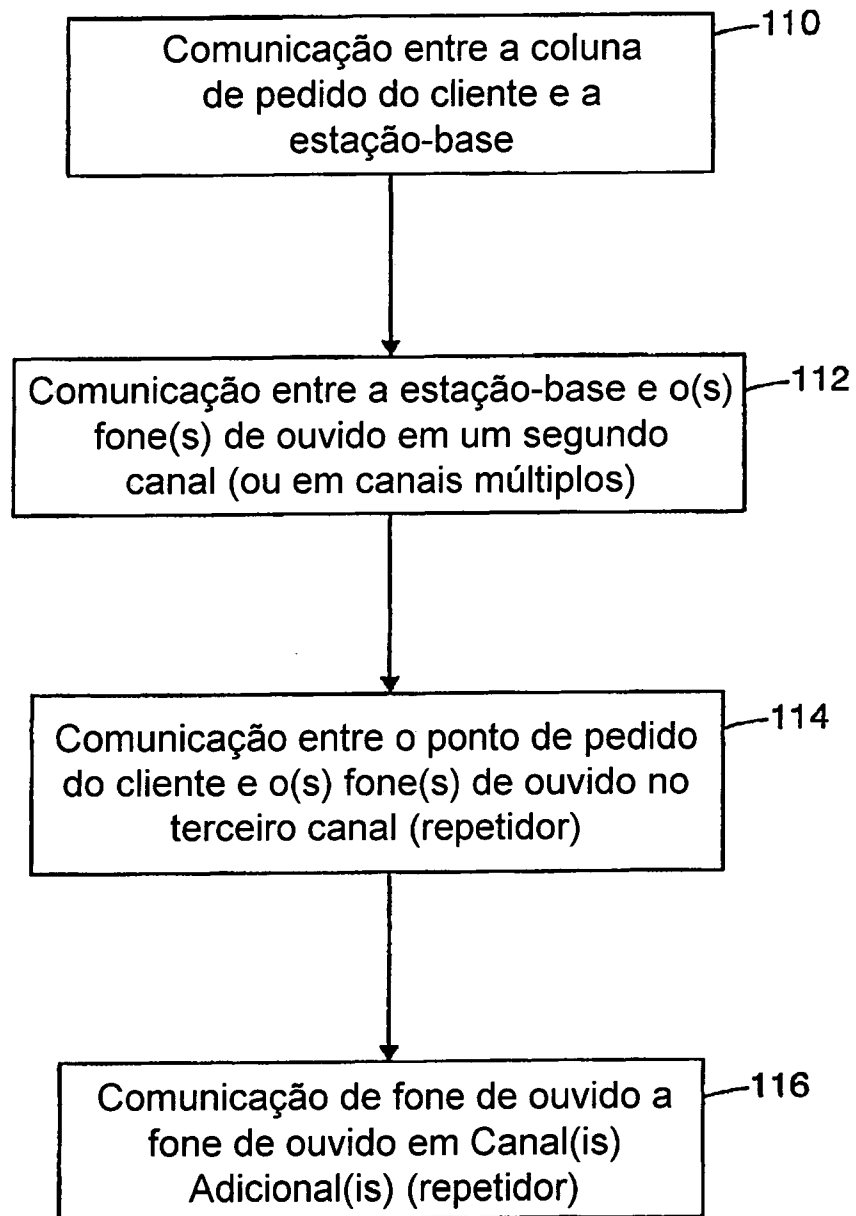 Comunicação entre a coluna
de pedido do cliente e a
estação-base
110
Comunicação entre a estação-base e o(s)
fone(s) de ouvido em um segundo
canal (ou em canais múltiplos)
112
Comunicação entre o ponto de pedido
do cliente e o(s) fone(s) de ouvido no
terceiro canal (repetidor)
114
Comunicação de fone de ouvido a
fone de ouvido em Canal(is)
Adicional(is) (repetidor)
116